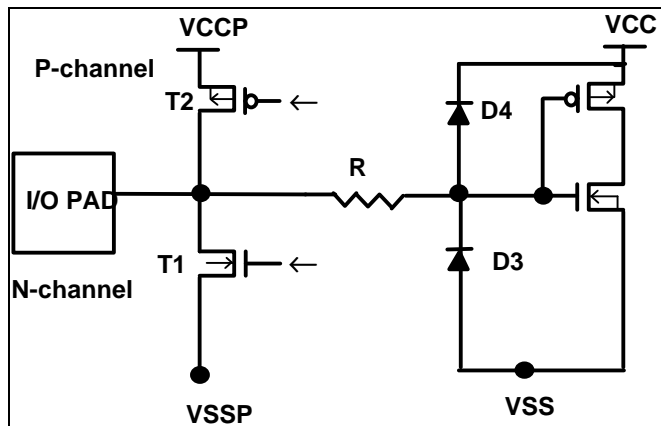 VCCP
VCC
P-channel
T2
D4
R
I/O PAD
T1
D3
N-channel
VSSP
VSS